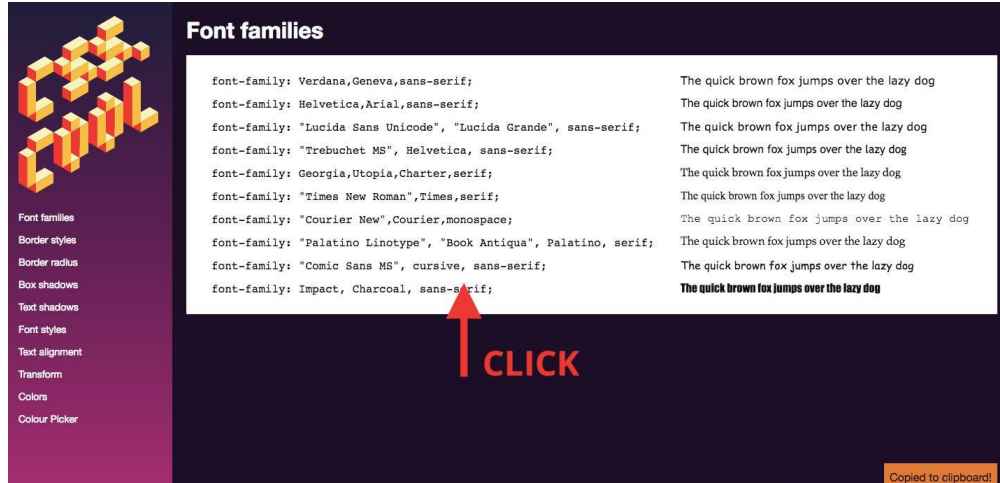 CSS
COOL
Font families
font-family: Verdana,Geneva,sans-serif; The quick brown fox jumps over the lazy dog
font-family: Helvetica,Arial,sans-serif; The quick brown fox jumps over the lazy dog
font-family: "Lucida Sans Unicode", "Lucida Grande", sans-serif; The quick brown fox jumps over the lazy dog
font-family: "Trebuchet MS", Helvetica, sans-serif; The quick brown fox jumps over the lazy dog
font-family: Georgia,Utopia,Charter,serif; The quick brown fox jumps over the lazy dog
font-family: "Times New Roman",Times,serif; The quick brown fox jumps over the lazy dog
font-family: "Courier New",Courier,monospace; The quick brown fox jumps over the lazy dog
font-family: "Palatino Linotype", "Book Antiqua", Palatino, serif; The quick brown fox jumps over the lazy dog
font-family: "Comic Sans MS", cursive, sans-serif; The quick brown fox jumps over the lazy dog
font-family: Impact, Charcoal, sans-serif; The quick brown fox jumps over the lazy dog
CLICK
Font families
Border styles
Border radius
Box shadows
Text shadows
Font styles
Text alignment
Transform
Colors
Colour Picker
Copied to clipboard!